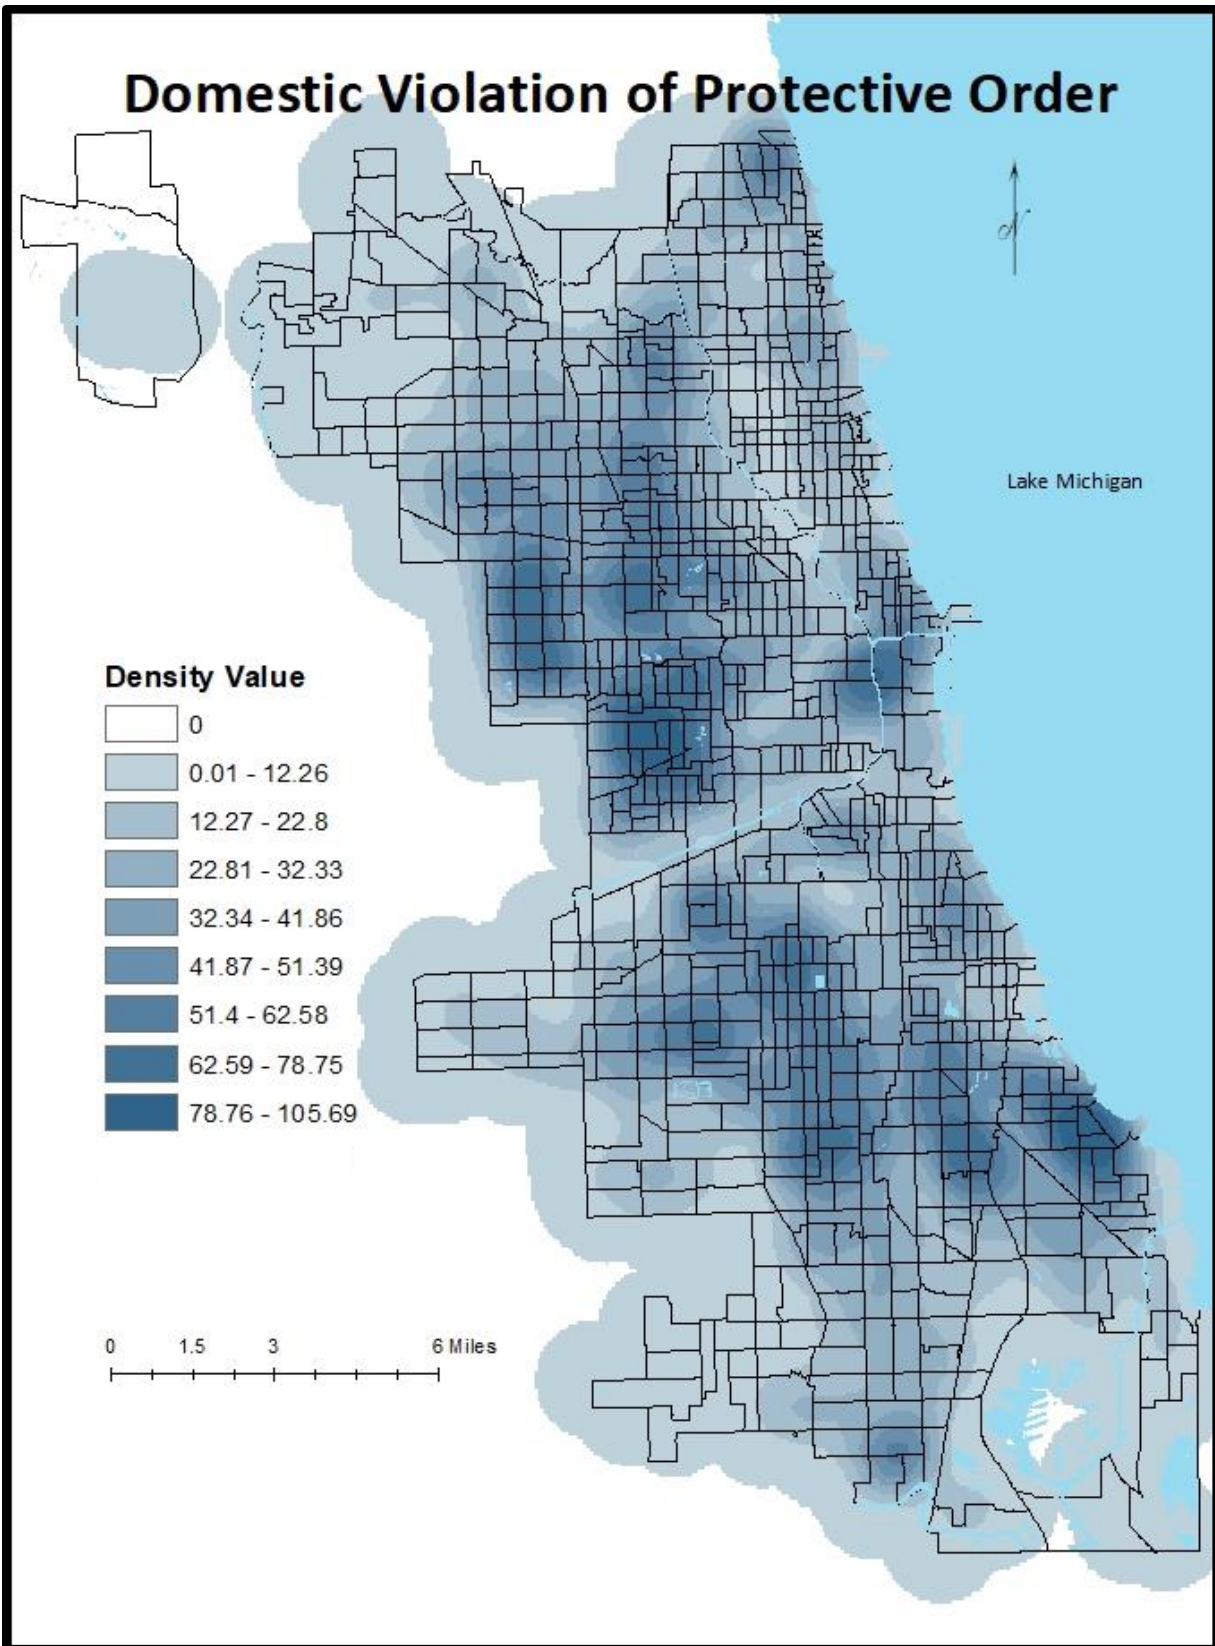 Domestic Violation of Protective Order
N
Lake Michigan
Density Value
0
0.01 - 12.26
12.27 - 22.8
22.81 - 32.33
32.34 - 41.86
41.87 - 51.39
51.4 - 62.58
62.59 - 78.75
78.76 - 105.69
0 1.5 3 6 Miles